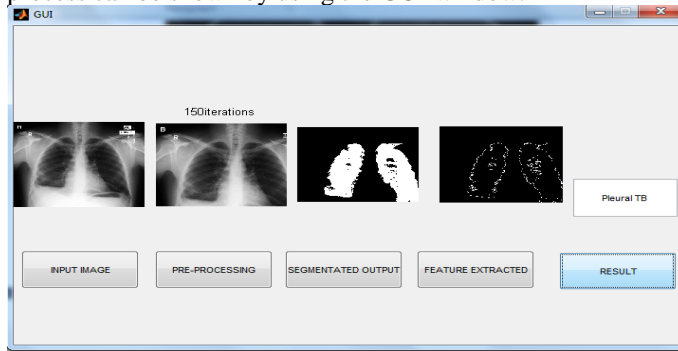 GUI
150iterations
R
B
R
Pleural TB
INPUT IMAGE
PRE-PROCESSING
SEGMENTATED OUTPUT
FEATURE EXTRACTED
RESULT